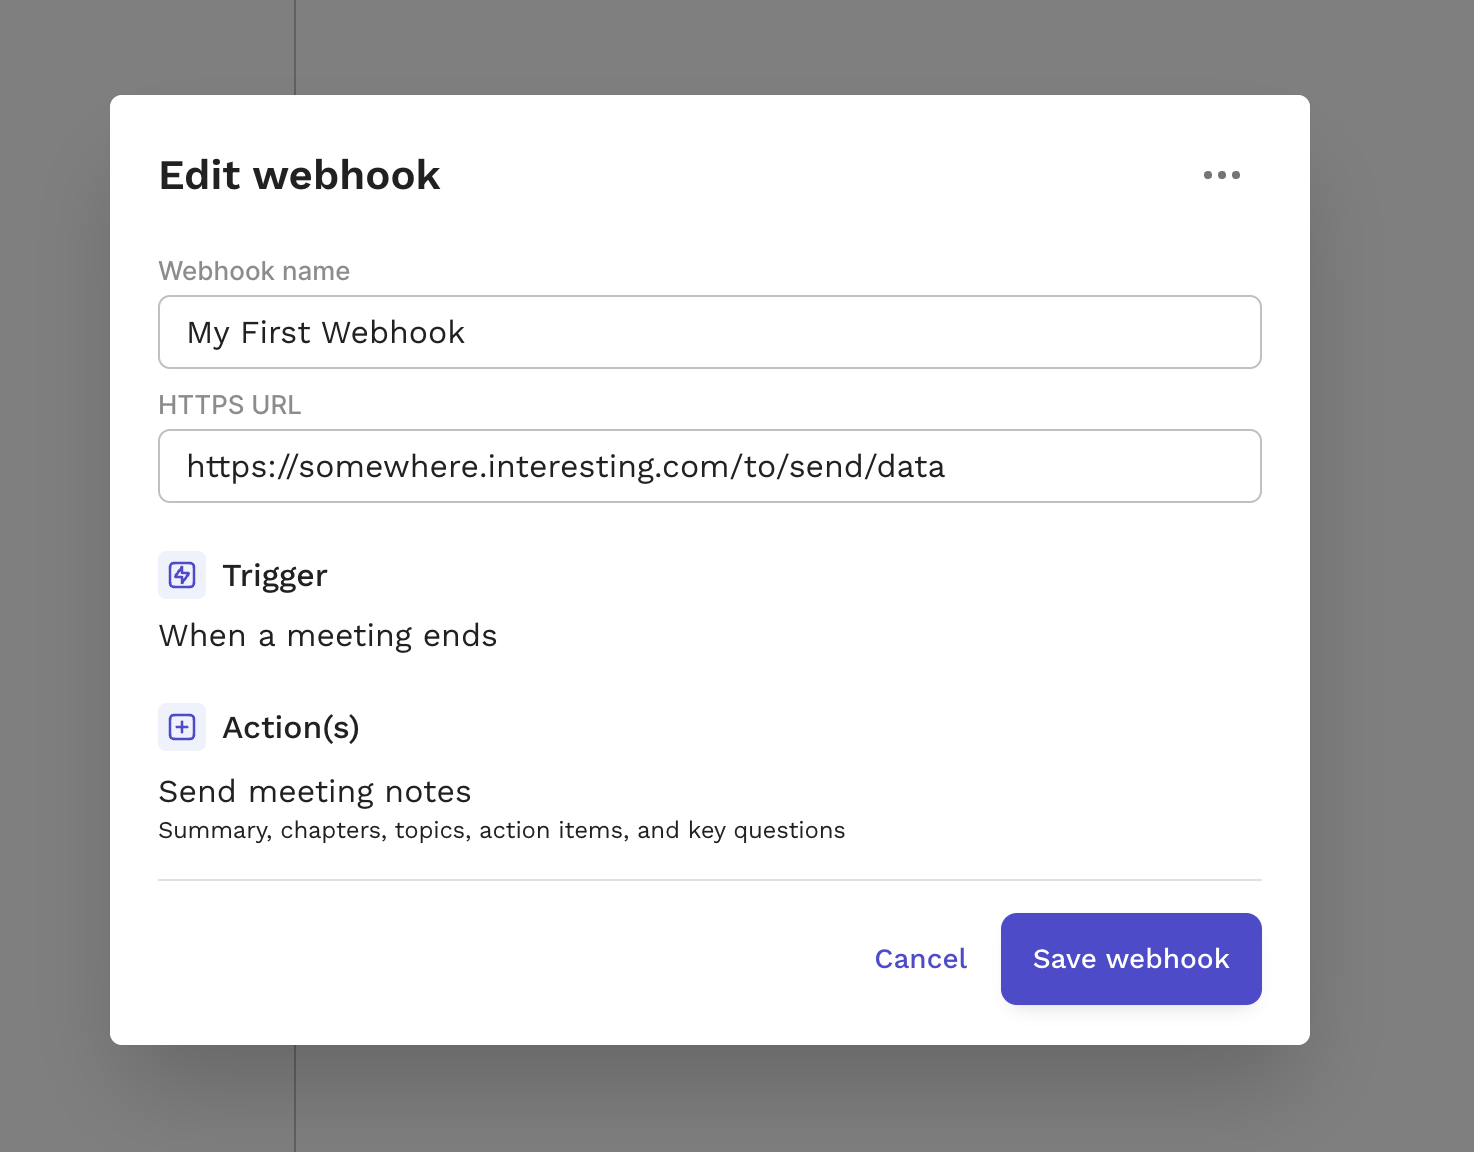 Edit webhook
Webhook name
My First Webhook
HTTPS URL
https://somewhere.interesting.com/to/send/data
Trigger
When a meeting ends
Action(s)
Send meeting notes
Summary, chapters, topics, action items, and key questions
Cancel
Save webhook